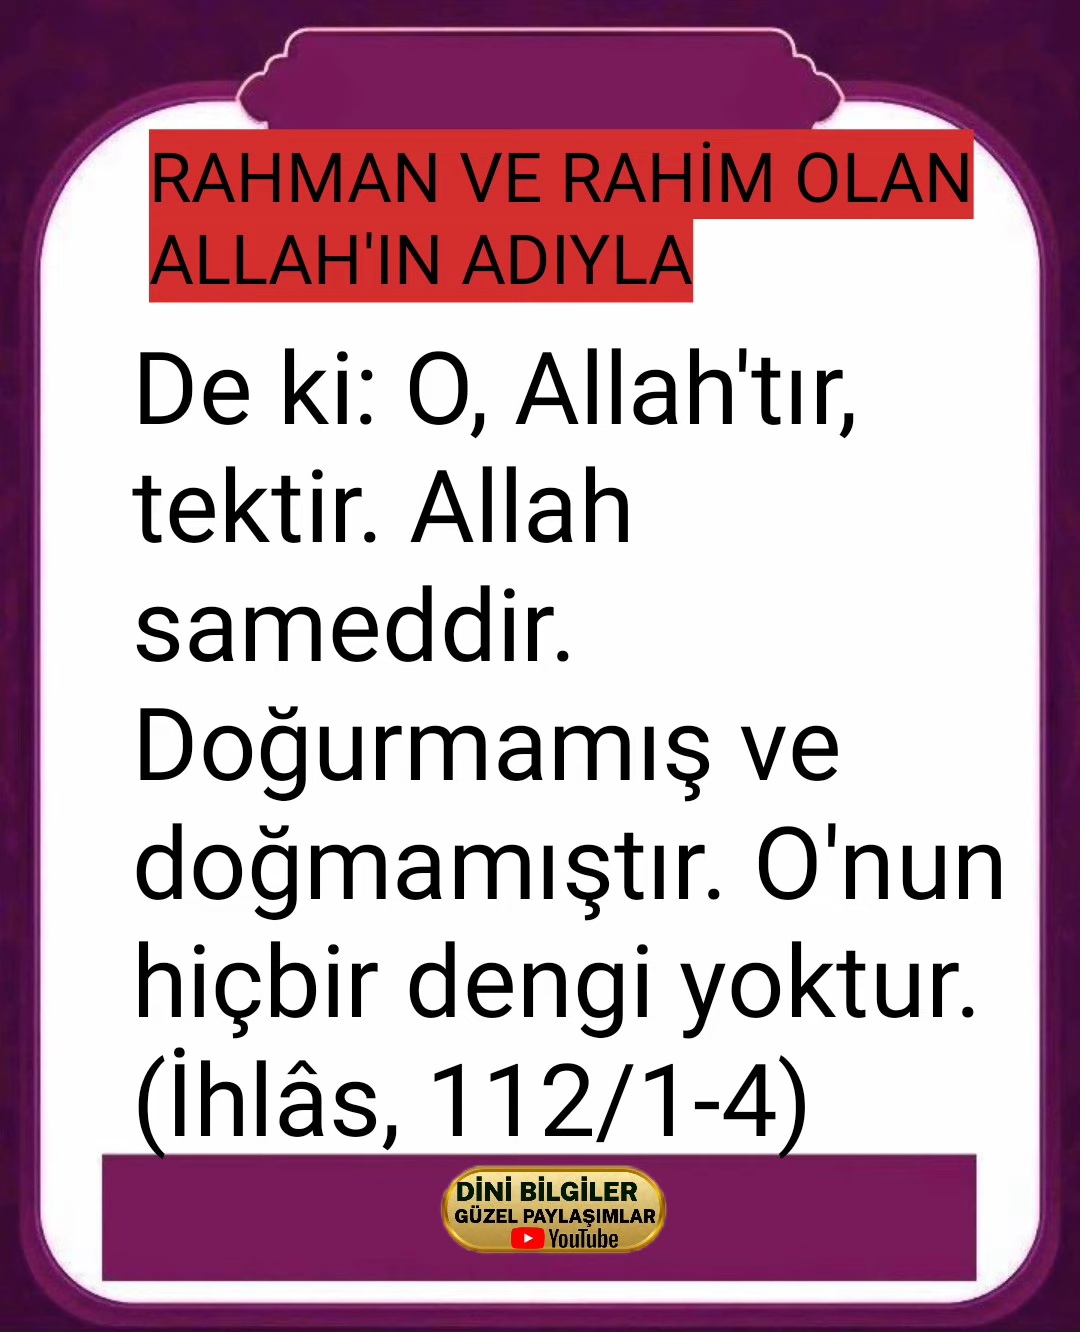 RAHMAN VE RAHİM OLAN
ALLAH'IN ADIYLA
De ki: O, Allah'tır,
tektir. Allah
sameddir.
Doğurmamış ve
doğmamıştır. O'nun
hiçbir dengi yoktur.
(İhlâs, 112/1-4)
DİNİ BİLGİLER
GÜZEL PAYLAŞIMLAR
YouTube